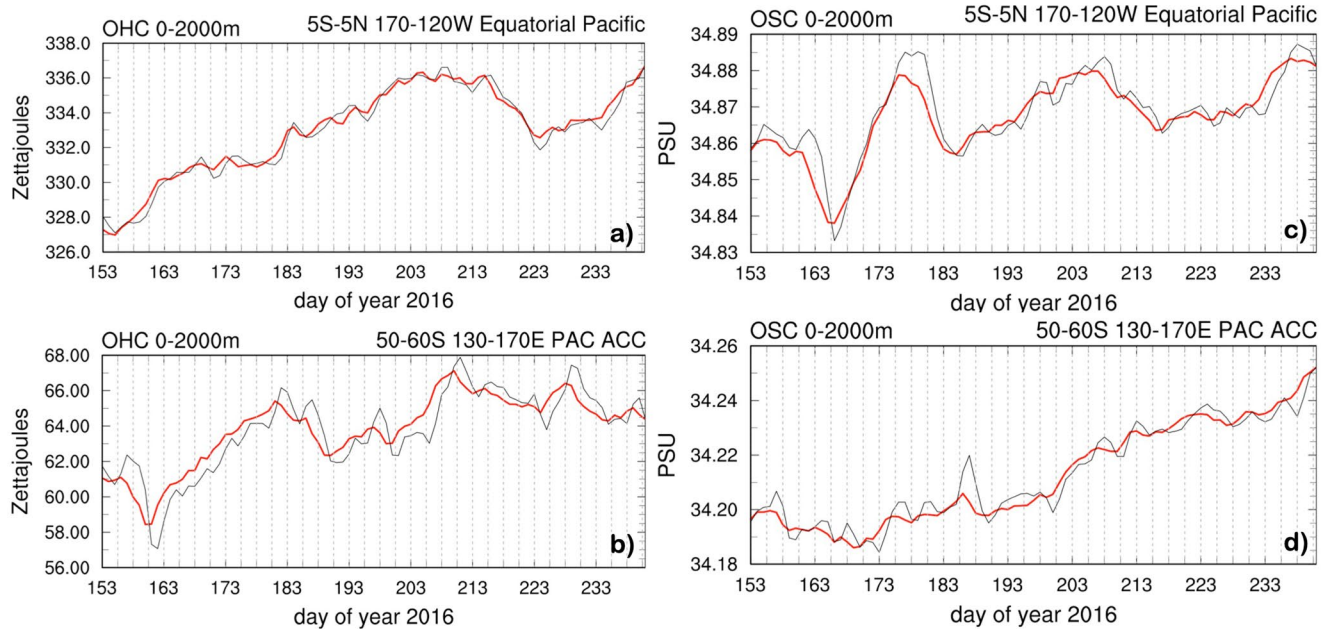 OHC 0-2000m 5S-5N 170-120W Equatorial Pacific
338.0
336.0
334.0
332.0
330.0
328.0
326.0
Zettajoules
a)
153 163 173 183 193 203 213 223 233
day of year 2016
OSC 0-2000m 5S-5N 170-120W Equatorial Pacific
34.89
34.88
34.87
34.86
34.85
34.84
34.83
PSU
c)
153 163 173 183 193 203 213 223 233
day of year 2016
OHC 0-2000m 50-60S 130-170E PAC ACC
68.00
66.00
64.00
62.00
60.00
58.00
56.00
Zettajoules
b)
153 163 173 183 193 203 213 223 233
day of year 2016
OSC 0-2000m 50-60S 130-170E PAC ACC
34.26
34.24
34.22
34.20
34.18
PSU
d)
153 163 173 183 193 203 213 223 233
day of year 2016